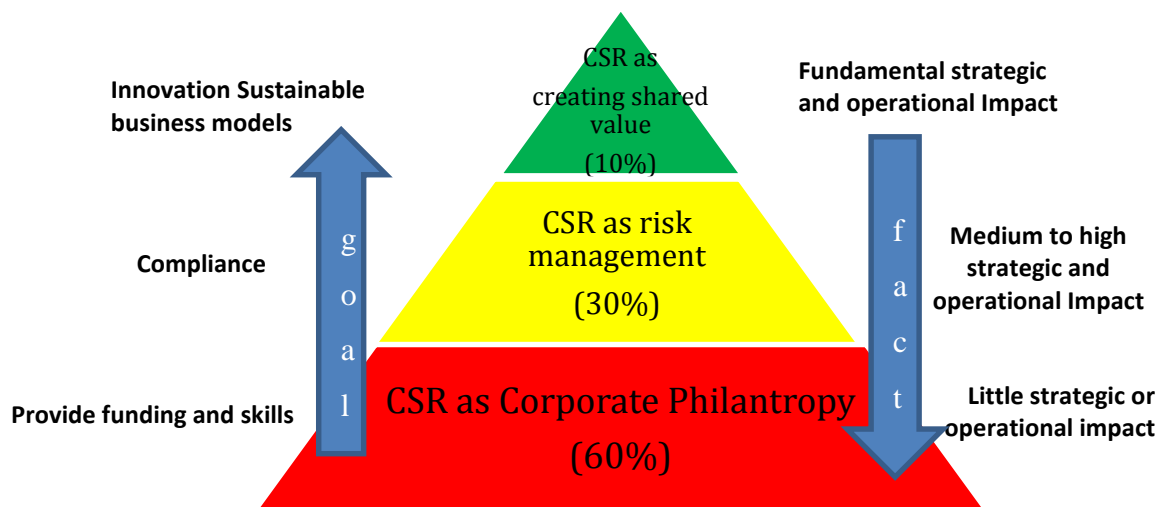 CSR as
creating shared
value
(10%)
Innovation Sustainable
business models
Fundamental strategic
and operational Impact
goal
CSR as risk
management
(30%)
Compliance
fact
Medium to high
strategic and
operational Impact
CSR as Corporate Philantropy
(60%)
Provide funding and skills
Little strategic or
operational impact